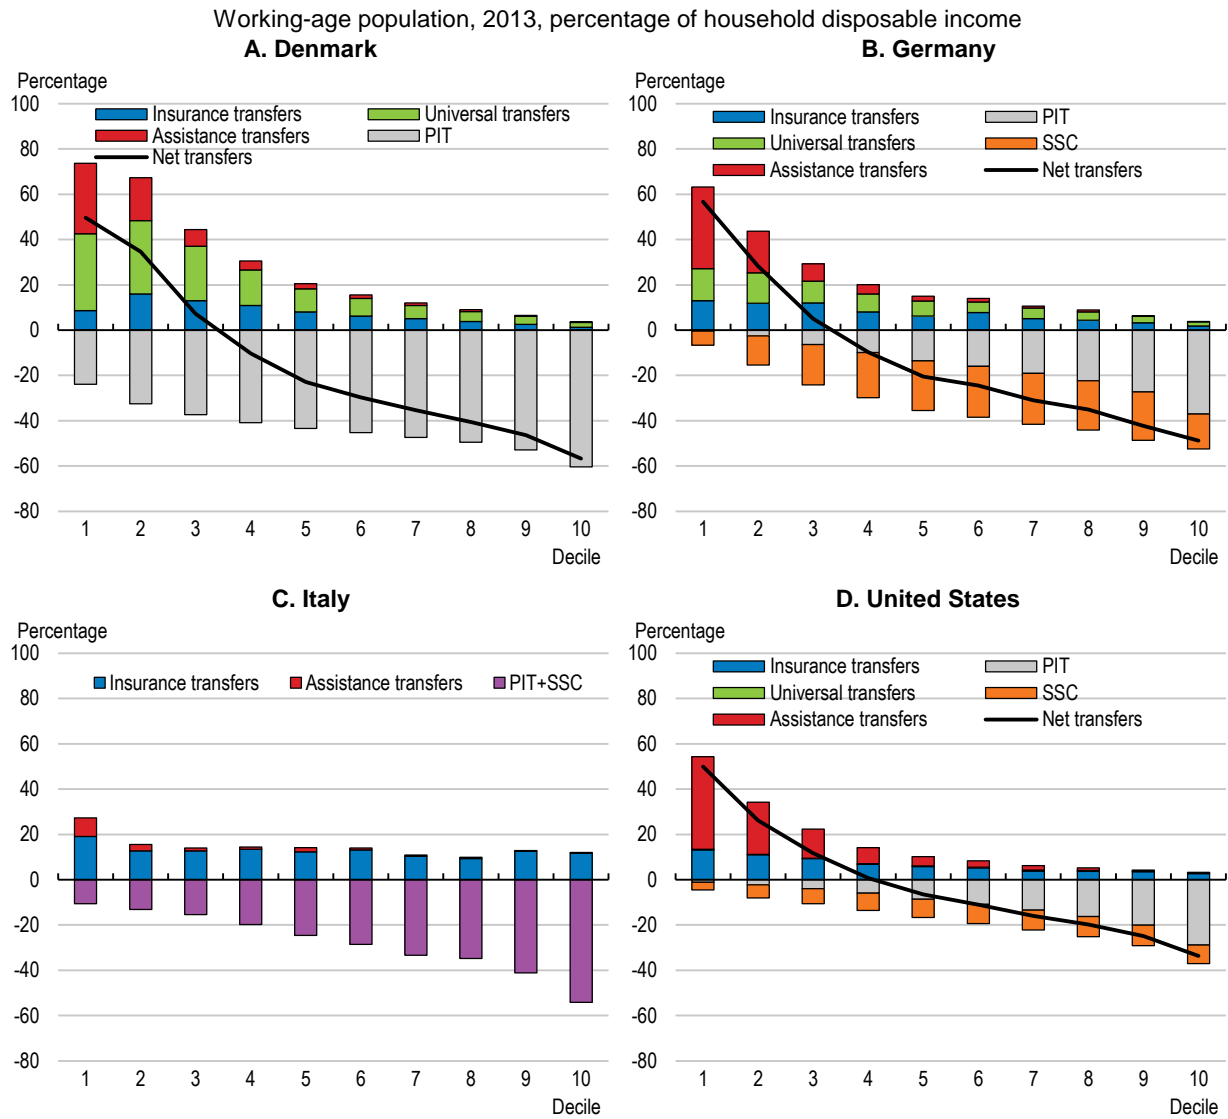 Working-age population, 2013, percentage of household disposable income
A. Denmark
Percentage
Insurance transfers
Universal transfers
Assistance transfers
PIT
Net transfers
100
80
60
40
20
0
-20
-40
-60
-80
1 2 3 4 5 6 7 8 9 10
Decile
B. Germany
Percentage
Insurance transfers
PIT
Universal transfers
SSC
Assistance transfers
Net transfers
100
80
60
40
20
0
-20
-40
-60
-80
1 2 3 4 5 6 7 8 9 10
Decile
C. Italy
Percentage
Insurance transfers
Assistance transfers
PIT+SSC
100
80
60
40
20
0
-20
-40
-60
-80
1 2 3 4 5 6 7 8 9 10
Decile
D. United States
Percentage
Insurance transfers
PIT
Universal transfers
SSC
Assistance transfers
Net transfers
100
80
60
40
20
0
-20
-40
-60
-80
1 2 3 4 5 6 7 8 9 10
Decile